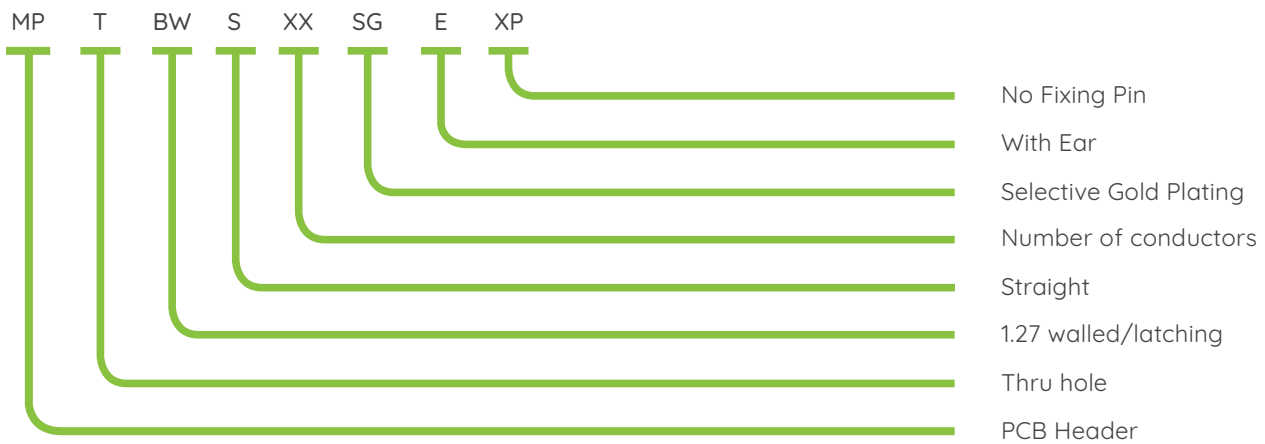 MP T BW S XX SG E XP
No Fixing Pin
With Ear
Selective Gold Plating
Number of conductors
Straight
1.27 walled/latching
Thru hole
PCB Header